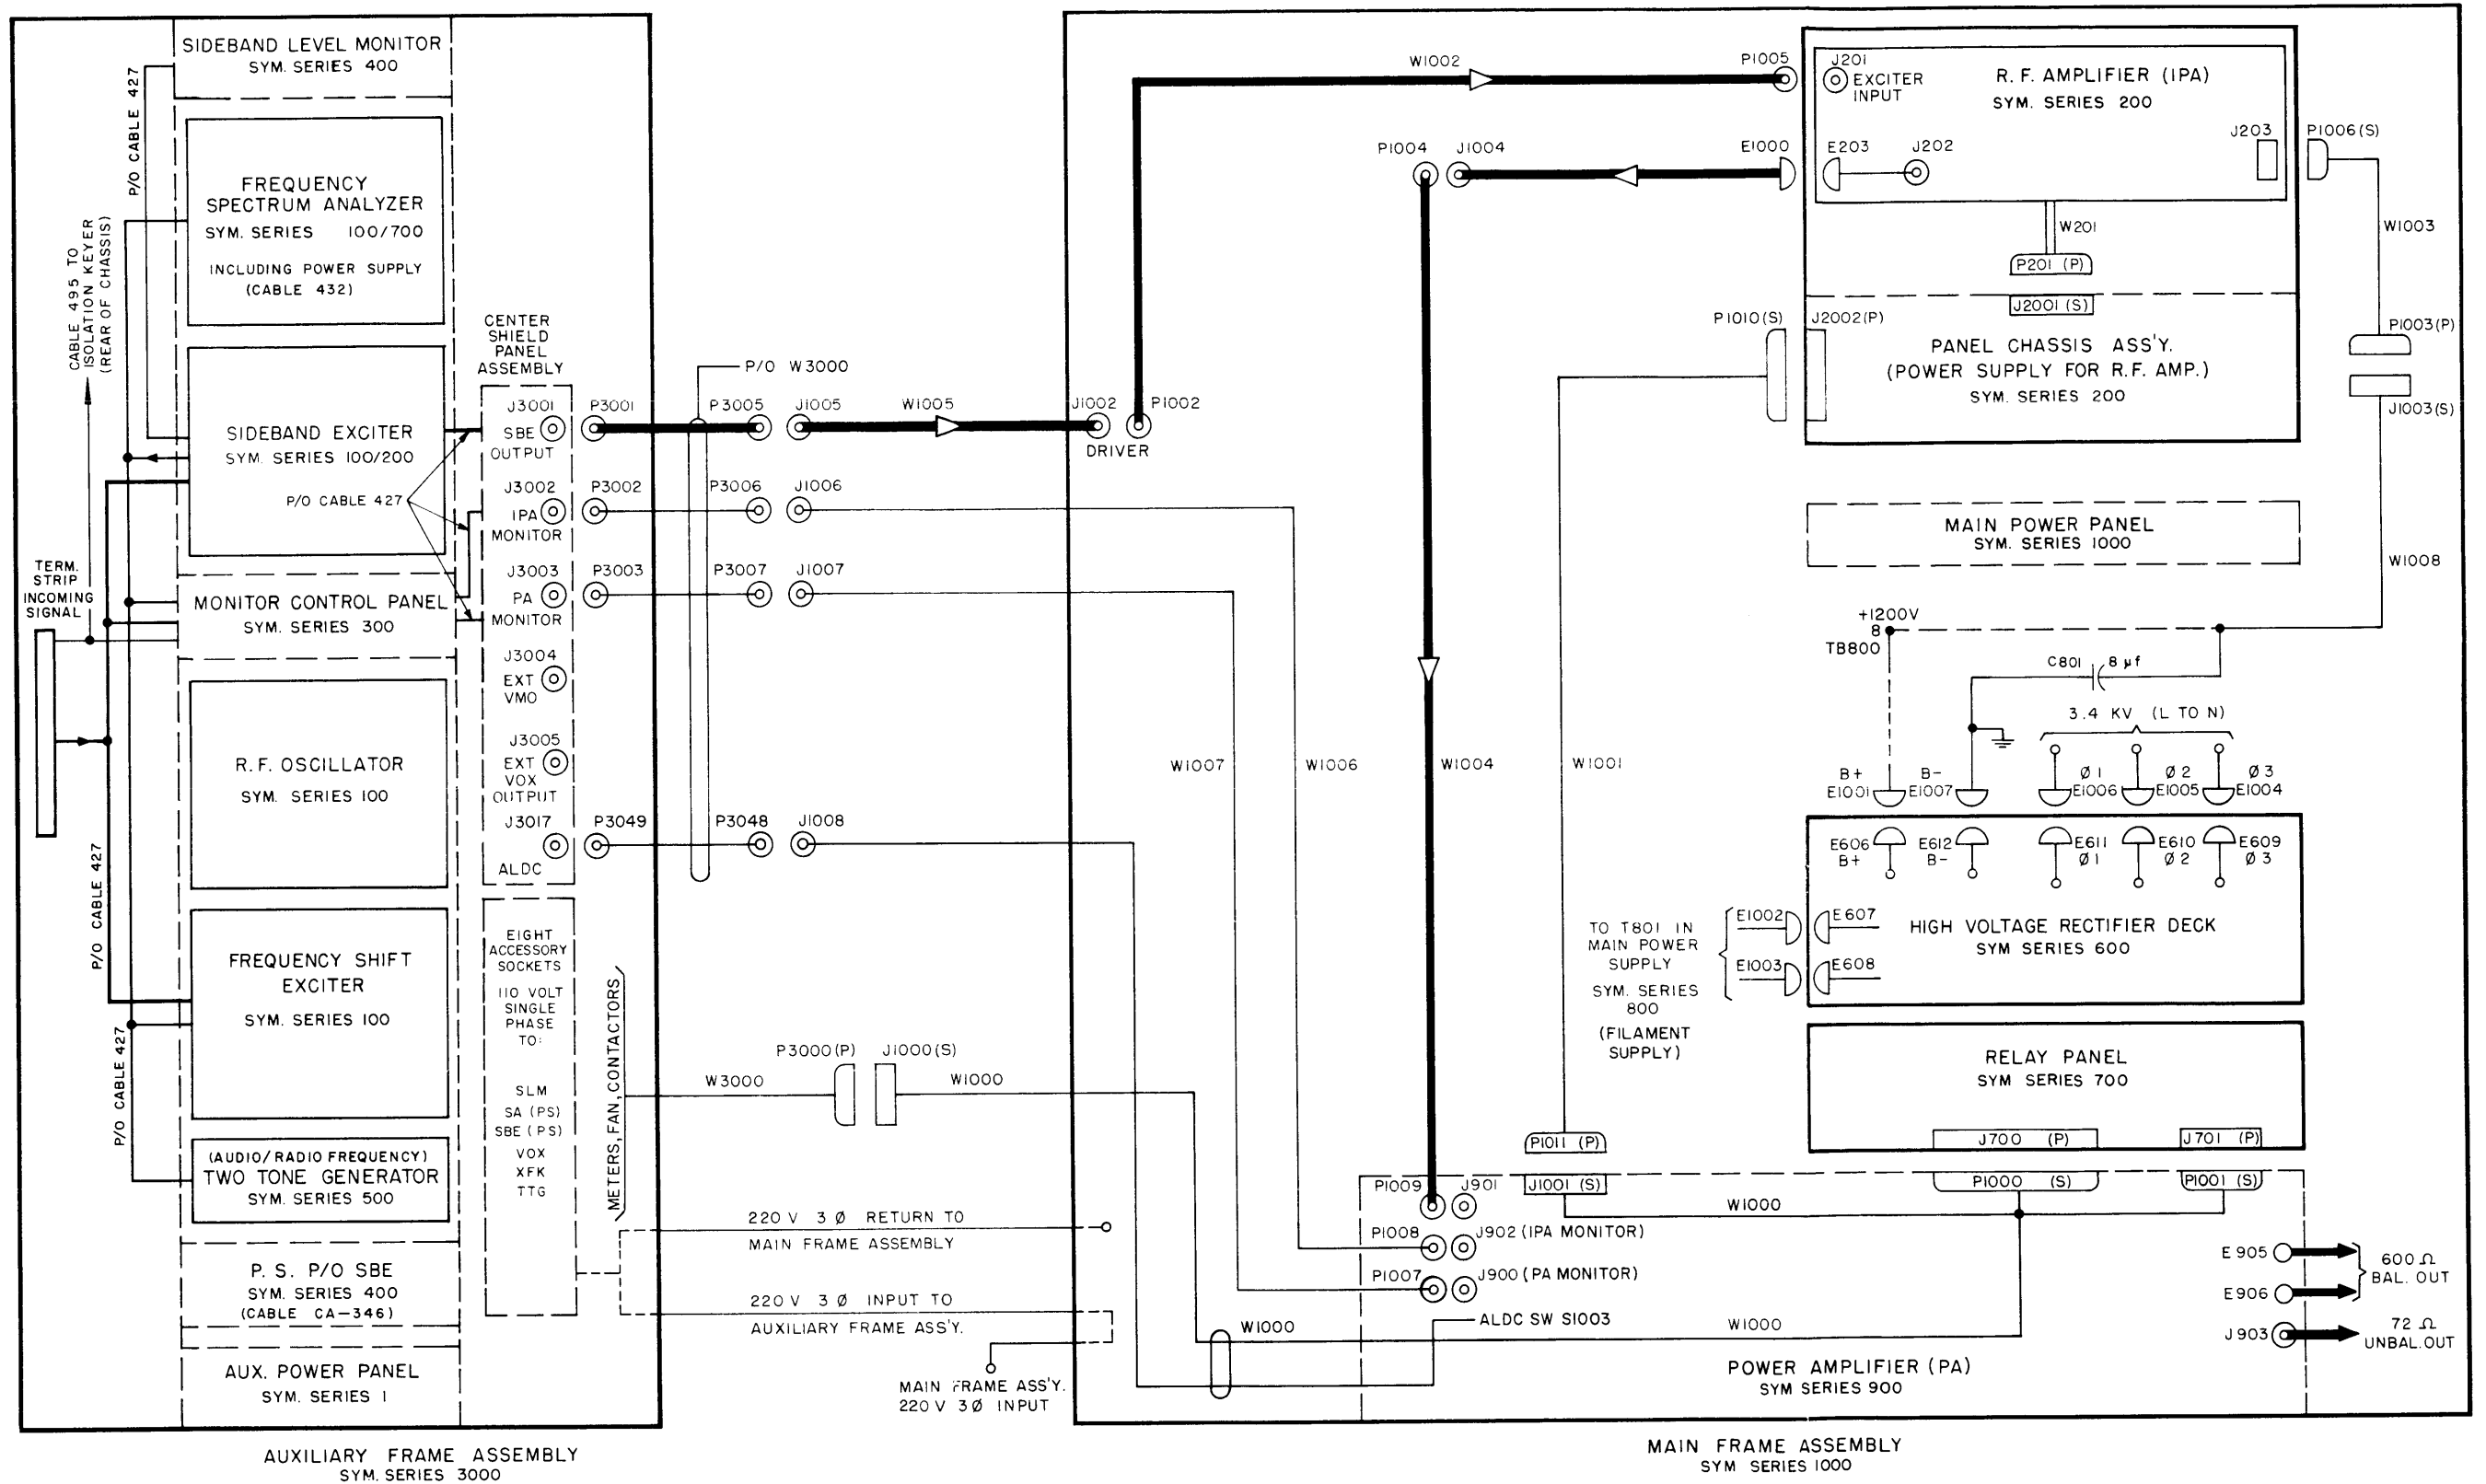 SIDEBAND LEVEL MONITOR
SYM. SERIES 400
P/O CABLE 427
FREQUENCY
SPECTRUM ANALYZER
SYM. SERIES 100/700
INCLUDING POWER SUPPLY
(CABLE 432)
CABLE 495 TO
ISOLATION KEYER
(REAR OF CHASSIS)
SIDEBAND EXCITER
SYM. SERIES 100/200
P/O CABLE 427
TERM.
STRIP
INCOMING
SIGNAL
MONITOR CONTROL PANEL
SYM. SERIES 300
R.F. OSCILLATOR
SYM. SERIES 100
P/O CABLE 427
FREQUENCY SHIFT
EXCITER
SYM. SERIES 100
P/O CABLE 427
(AUDIO/RADIO FREQUENCY)
TWO TONE GENERATOR
SYM. SERIES 500
P. S. P/O SBE
SYM. SERIES 400
(CABLE CA-346)
AUX. POWER PANEL
SYM. SERIES 1
AUXILIARY FRAME ASSEMBLY
SYM. SERIES 3000
CENTER
SHIELD
PANEL
ASSEMBLY
J3001
SBE
OUTPUT
J3002
IPA
MONITOR
J3003
PA
MONITOR
J3004
EXT
VMO
J3005
EXT
VOX
OUTPUT
J3017
ALDC
EIGHT
ACCESSORY
SOCKETS
110 VOLT
SINGLE
PHASE
TO:
SLM
SA (PS)
SBE (PS)
VOX
XFK
TTG
METERS, FAN, CONTACTORS
P3001
P3002
P3003
P3049
P/O W3000
P3005
P3006
P3007
P3048
J1005
J1006
J1007
J1008
W1005
J1002
P1002
DRIVER
P3000(P)
J1000(S)
W3000
W1000
220 V 3 Ø RETURN TO
MAIN FRAME ASSEMBLY
220 V 3 Ø INPUT TO
AUXILIARY FRAME ASS'Y.
MAIN FRAME ASS'Y.
220 V 3 Ø INPUT
W1002
P1005
P1004
J1004
E1000
J201
EXCITER
INPUT
R. F. AMPLIFIER (IPA)
SYM. SERIES 200
E203
J202
J203
P1006(S)
W201
P201 (P)
J2001 (S)
W1003
P1010(S)
J2002(P)
PANEL CHASSIS ASS'Y.
(POWER SUPPLY FOR R.F. AMP.)
SYM. SERIES 200
P1003(P)
J1003(S)
MAIN POWER PANEL
SYM. SERIES 1000
W1008
+1200V
8
TB800
C801
8 µf
3.4 KV (L TO N)
W1007
W1006
W1004
W1001
B+
E1001
B-
E1007
Ø 1
E1006
Ø 2
E1005
Ø 3
E1004
E606
B+
E612
B-
E611
Ø 1
E610
Ø 2
E609
Ø 3
TO T801 IN
MAIN POWER
SUPPLY
SYM. SERIES
800
(FILAMENT
SUPPLY)
E1002
E607
E1003
E608
HIGH VOLTAGE RECTIFIER DECK
SYM SERIES 600
RELAY PANEL
SYM SERIES 700
J700 (P)
J701 (P)
P1011 (P)
J1001 (S)
P1000 (S)
P1001 (S)
P1009
J901
W1000
P1008
J902 (IPA MONITOR)
P1007
J900 (PA MONITOR)
ALDC SW S1003
W1000
W1000
E 905
E 906
600 Ω
BAL. OUT
J 903
72 Ω
UNBAL. OUT
POWER AMPLIFIER (PA)
SYM SERIES 900
MAIN FRAME ASSEMBLY
SYM SERIES 1000